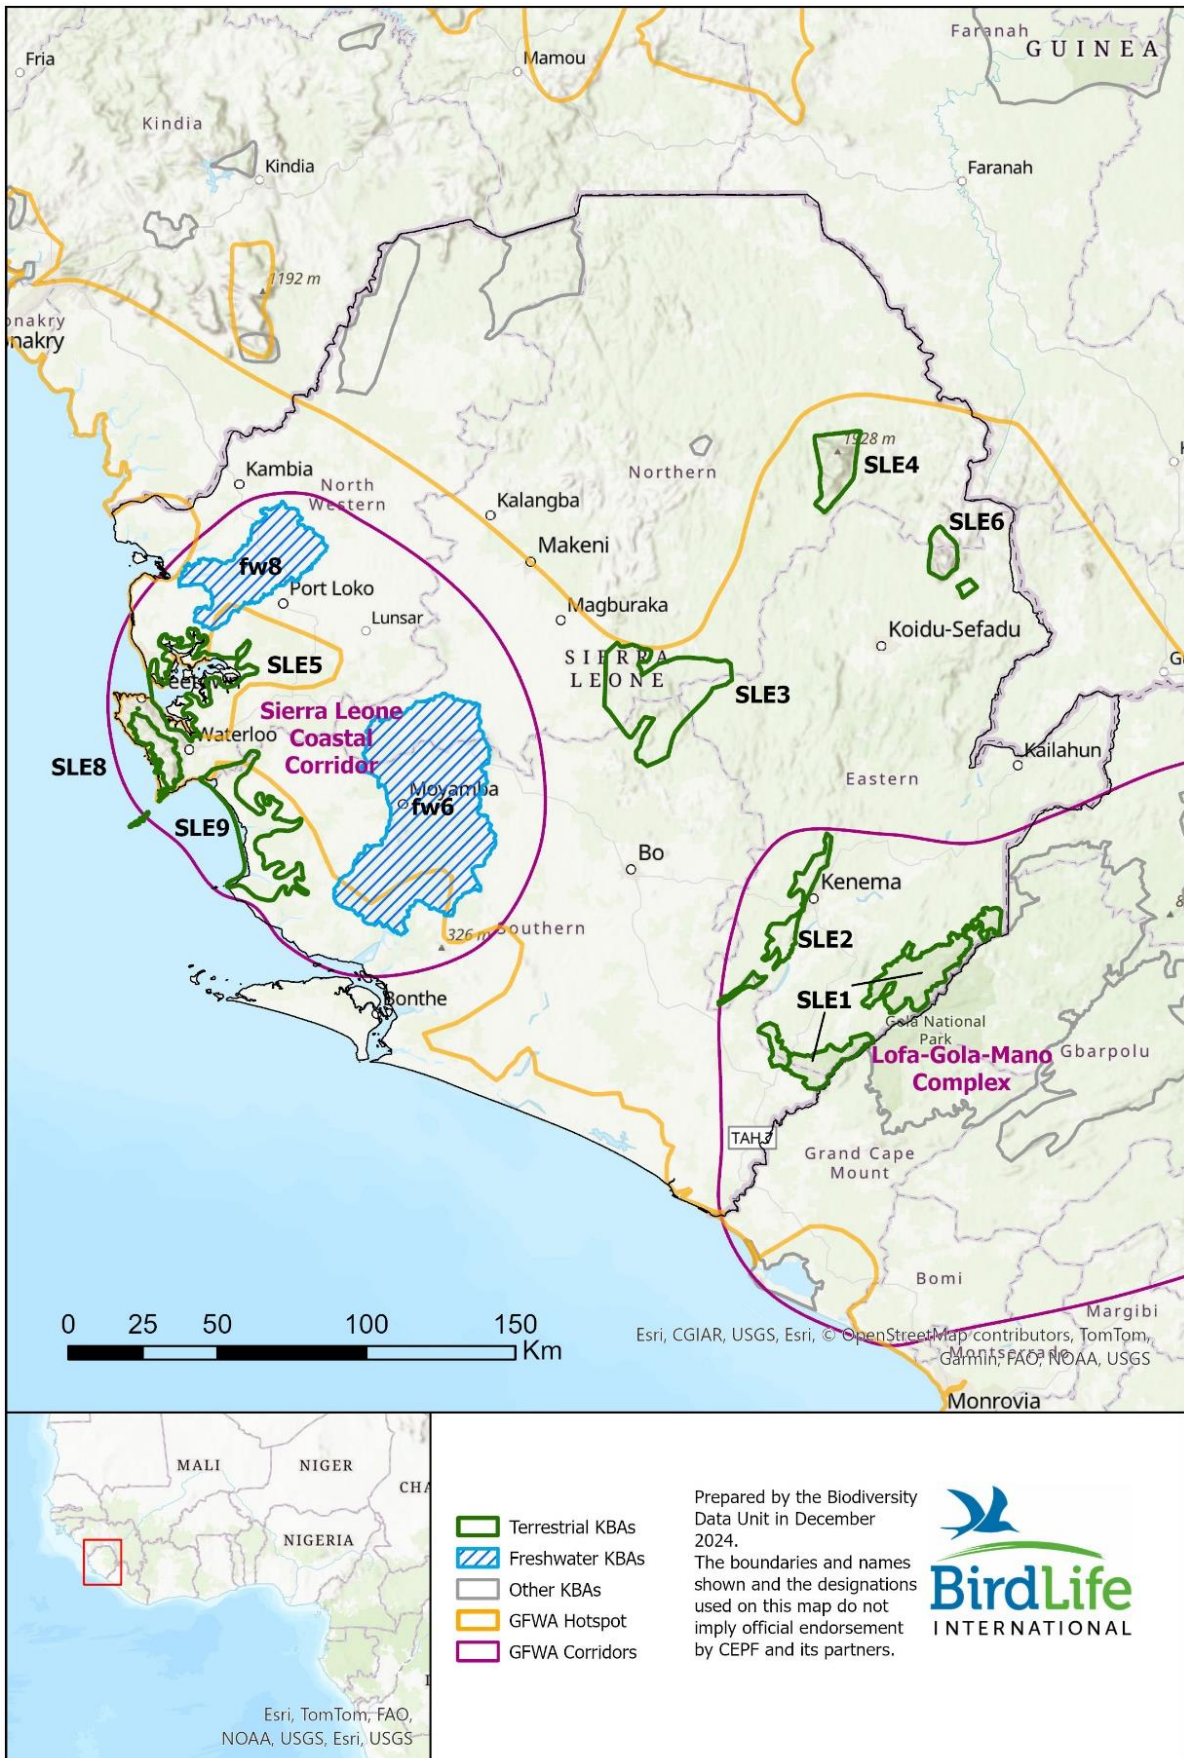 Faranah
GUINEA
Fria
Mamou
Kindia
Kindia
Faranah
1192 m
onakry
nakry
1928 m
SLE4
Kambia
North
Western
Northern
Kalangba
SLE6
Makeni
fw8
Port Loko
Magburaka
Lunsar
Koidu-Sefadu
SIERRA
LEONE
SLE5
SLE3
Sierra Leone
Coastal
Corridor
Waterloo
SLE8
Kailahun
Eastern
Moyamba
fw6
SLE9
Bo
Kenema
326 m
Southern
SLE2
SLE1
Bonthe
Gola National
Park
Lofa-Gola-Mano
Complex
Gbarpolu
TAH 7
Grand Cape
Mount
Bomi
Margibi
0 25 50 100 150
Km
Esri, CGIAR, USGS, Esri, © OpenStreetMap contributors, TomTom,
Montserrado
Garmin, FAO, NOAA, USGS
Monrovia
MALI
NIGER
CHA
NIGERIA
Esri, TomTom, FAO,
NOAA, USGS, Esri, USGS
Terrestrial KBAs
Freshwater KBAs
Other KBAs
GFWA Hotspot
GFWA Corridors
Prepared by the Biodiversity
Data Unit in December
2024.
The boundaries and names
shown and the designations
used on this map do not
imply official endorsement
by CEPF and its partners.
BirdLife
INTERNATIONAL